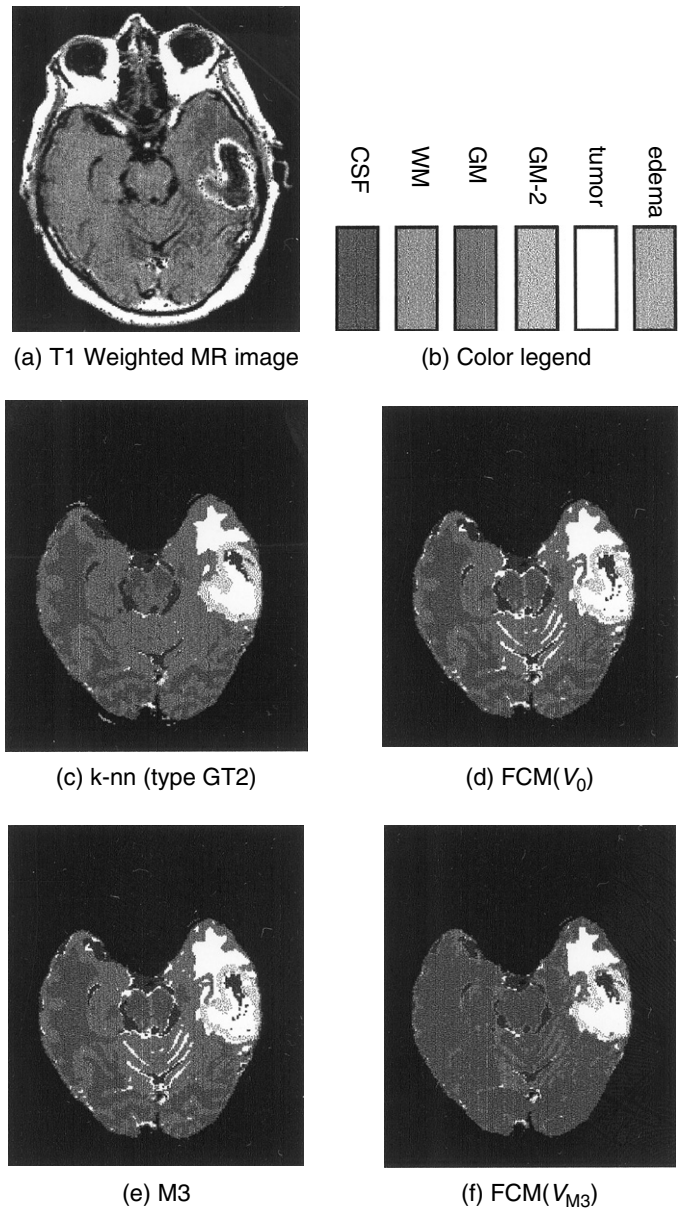 CSF
WM
GM
GM-2
tumor
edema
(a) T1 Weighted MR image
(b) Color legend
(c) k-nn (type GT2)
(d) FCM(V₀)
(e) M3
(f) FCM(V_M3)